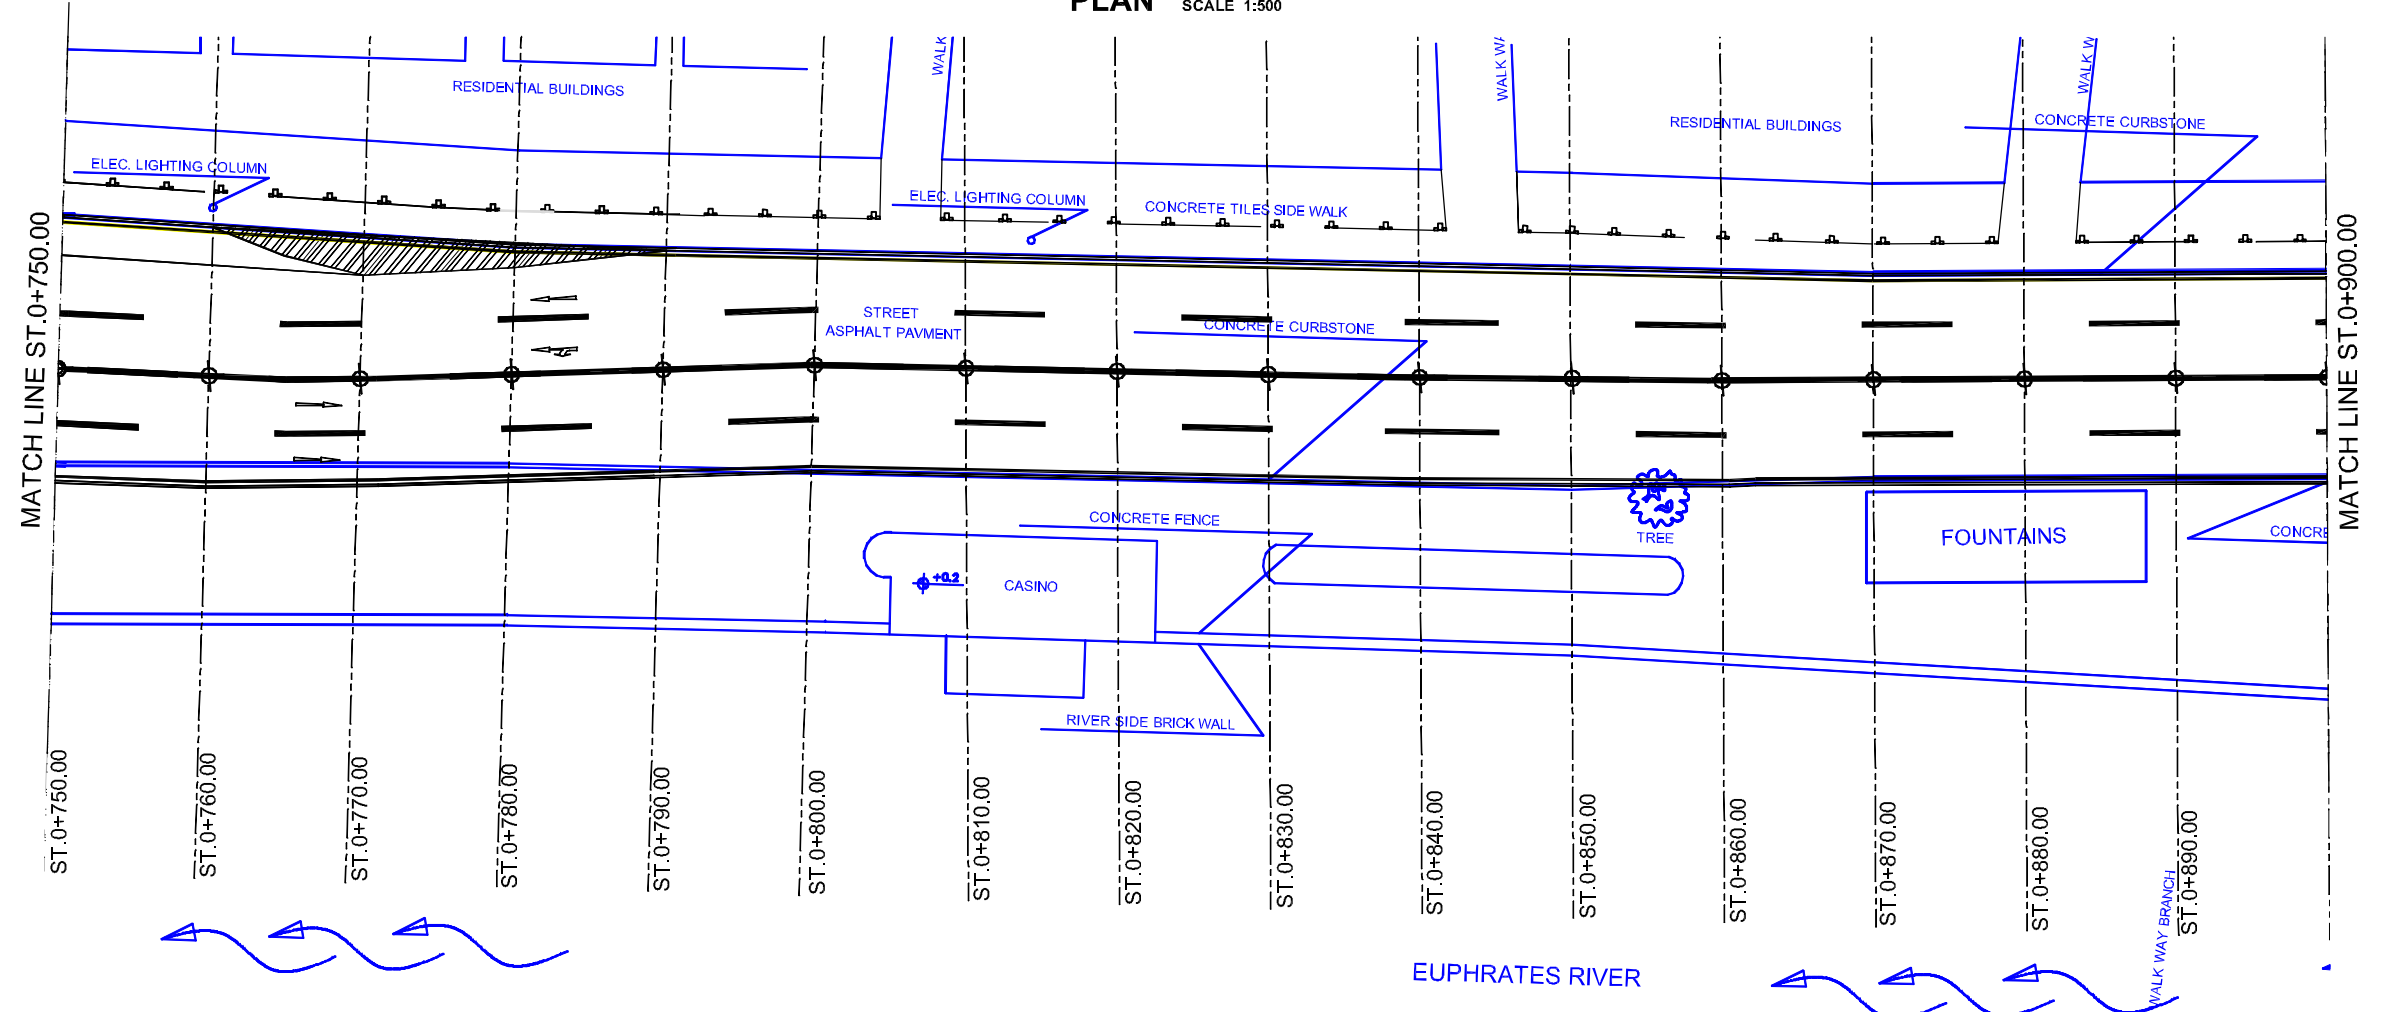 PLAN SCALE 1:500
WALK
WALK WA
WALK W
RESIDENTIAL BUILDINGS
RESIDENTIAL BUILDINGS
CONCRETE CURBSTONE
ELEC. LIGHTING COLUMN
ELEC. LIGHTING COLUMN
CONCRETE TILES SIDE WALK
MATCH LINE ST.0+750.00
MATCH LINE ST.0+900.00
STREET
ASPHALT PAVMENT
CONCRETE CURBSTONE
CONCRETE FENCE
TREE
FOUNTAINS
CONCRE
+0.2
CASINO
RIVER SIDE BRICK WALL
ST.0+750.00
ST.0+760.00
ST.0+770.00
ST.0+780.00
ST.0+790.00
ST.0+800.00
ST.0+810.00
ST.0+820.00
ST.0+830.00
ST.0+840.00
ST.0+850.00
ST.0+860.00
ST.0+870.00
ST.0+880.00
ST.0+890.00
WALK WAY BRANCH
EUPHRATES RIVER